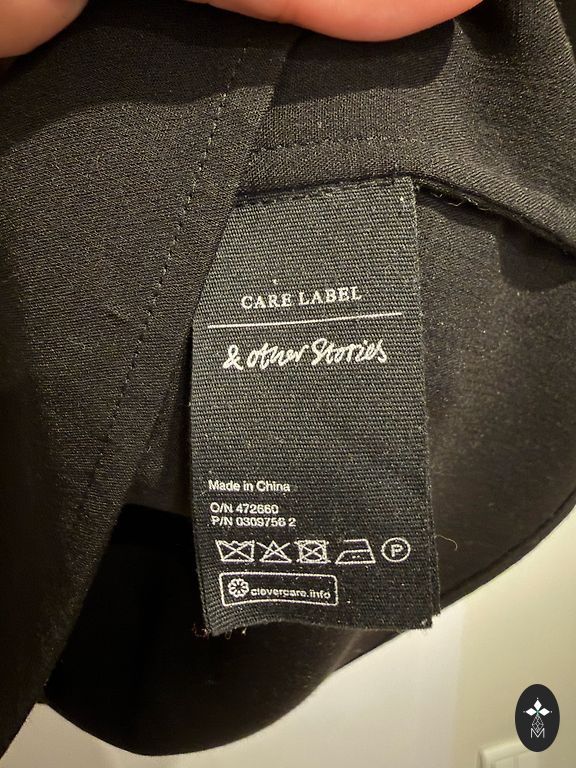 CARE LABEL
& other Stories
Made in China
O/N 472660
P/N 0309756 2
P
clevercare.info
M